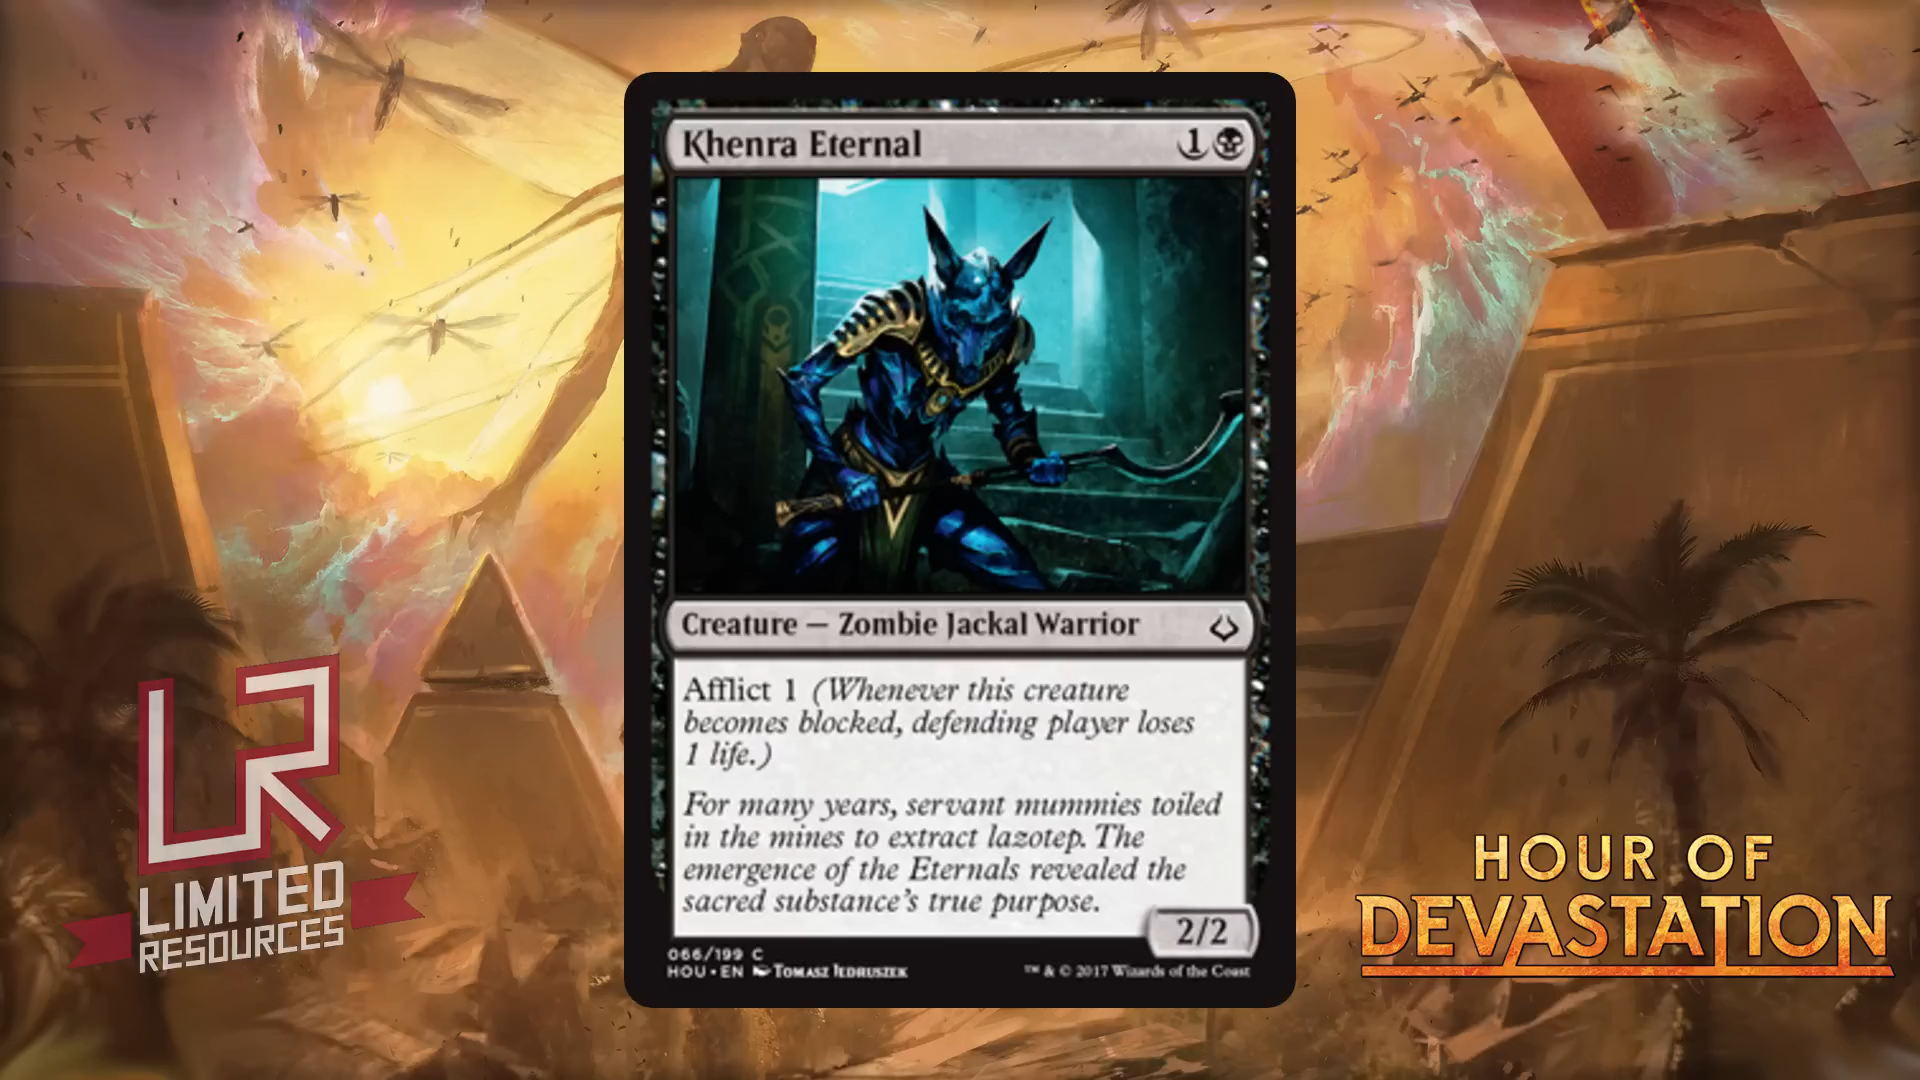 Khenra Eternal 1
Creature — Zombie Jackal Warrior
Afflict 1 (Whenever this creature
becomes blocked, defending player loses
1 life.)
For many years, servant mummies toiled
in the mines to extract lazotep. The
emergence of the Eternals revealed the
sacred substance's true purpose.
2/2
066/199 C
HOU • EN TOMASZ JEDRUSZEK
™ & © 2017 Wizards of the Coast
LR
LIMITED
RESOURCES
HOUR OF
DEVASTATION